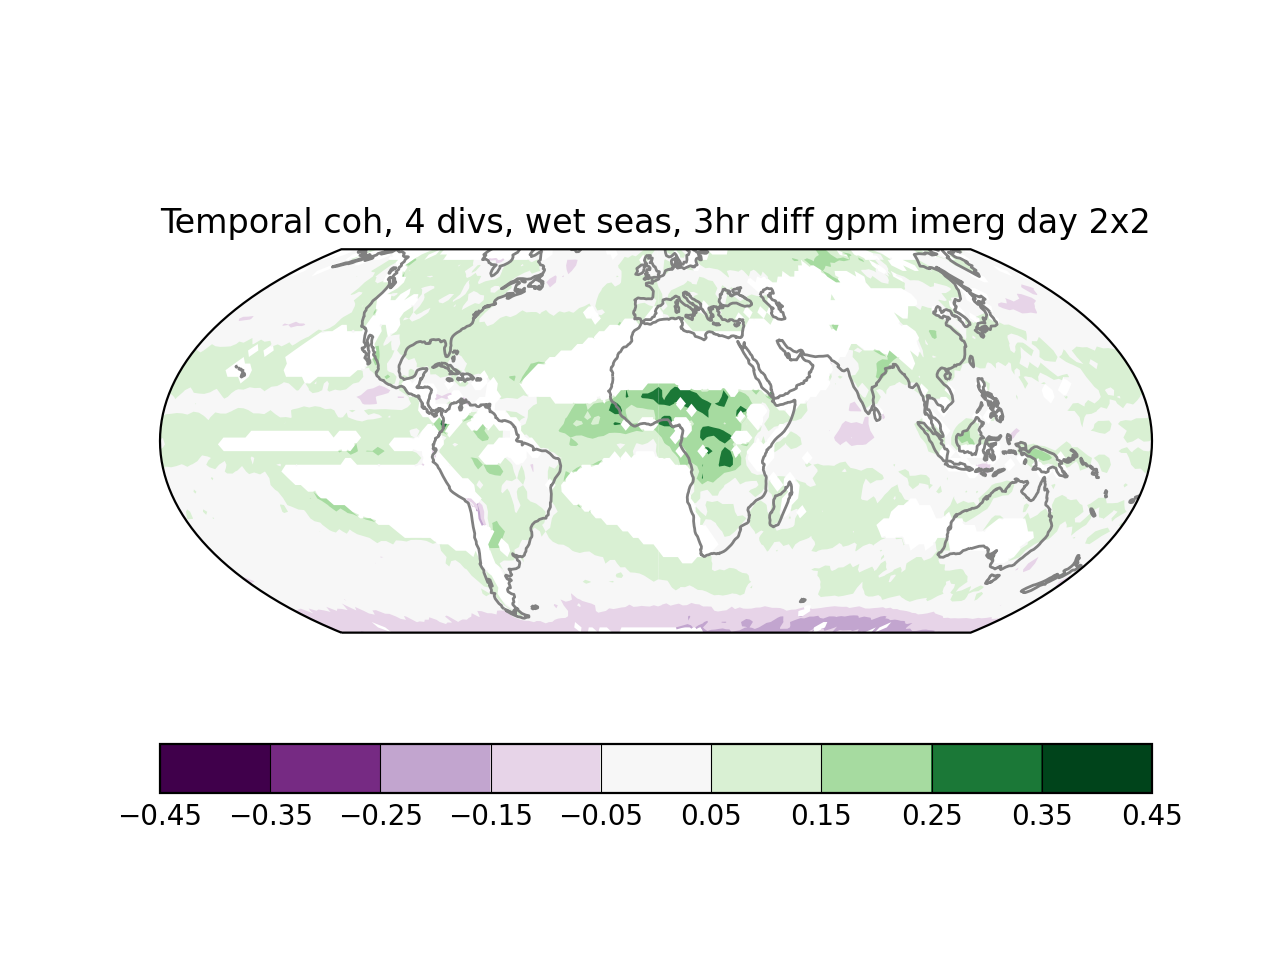 Temporal coh, 4 divs, wet seas, 3hr diff gpm imerg day 2x2
−0.45 −0.35 −0.25 −0.15 −0.05 0.05 0.15 0.25 0.35 0.45